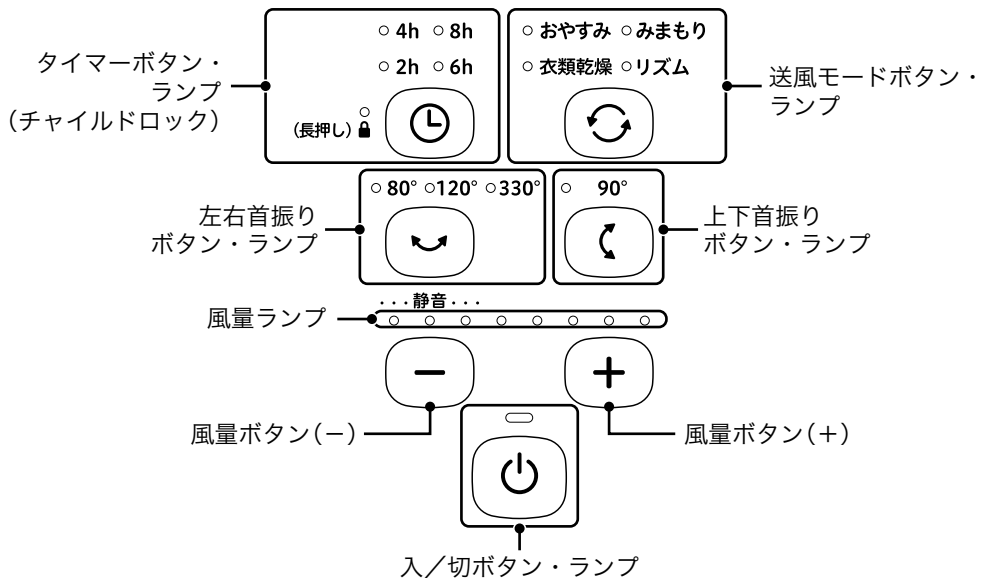 タイマーボタン・
ランプ
（チャイルドロック）
4h 8h
2h 6h
（長押し）
おやすみ みまもり
衣類乾燥 リズム
送風モードボタン・
ランプ
左右首振り
ボタン・ランプ
80° 120° 330°
90°
上下首振り
ボタン・ランプ
・・・静音・・・
風量ランプ
風量ボタン（－）
風量ボタン（＋）
入／切ボタン・ランプ